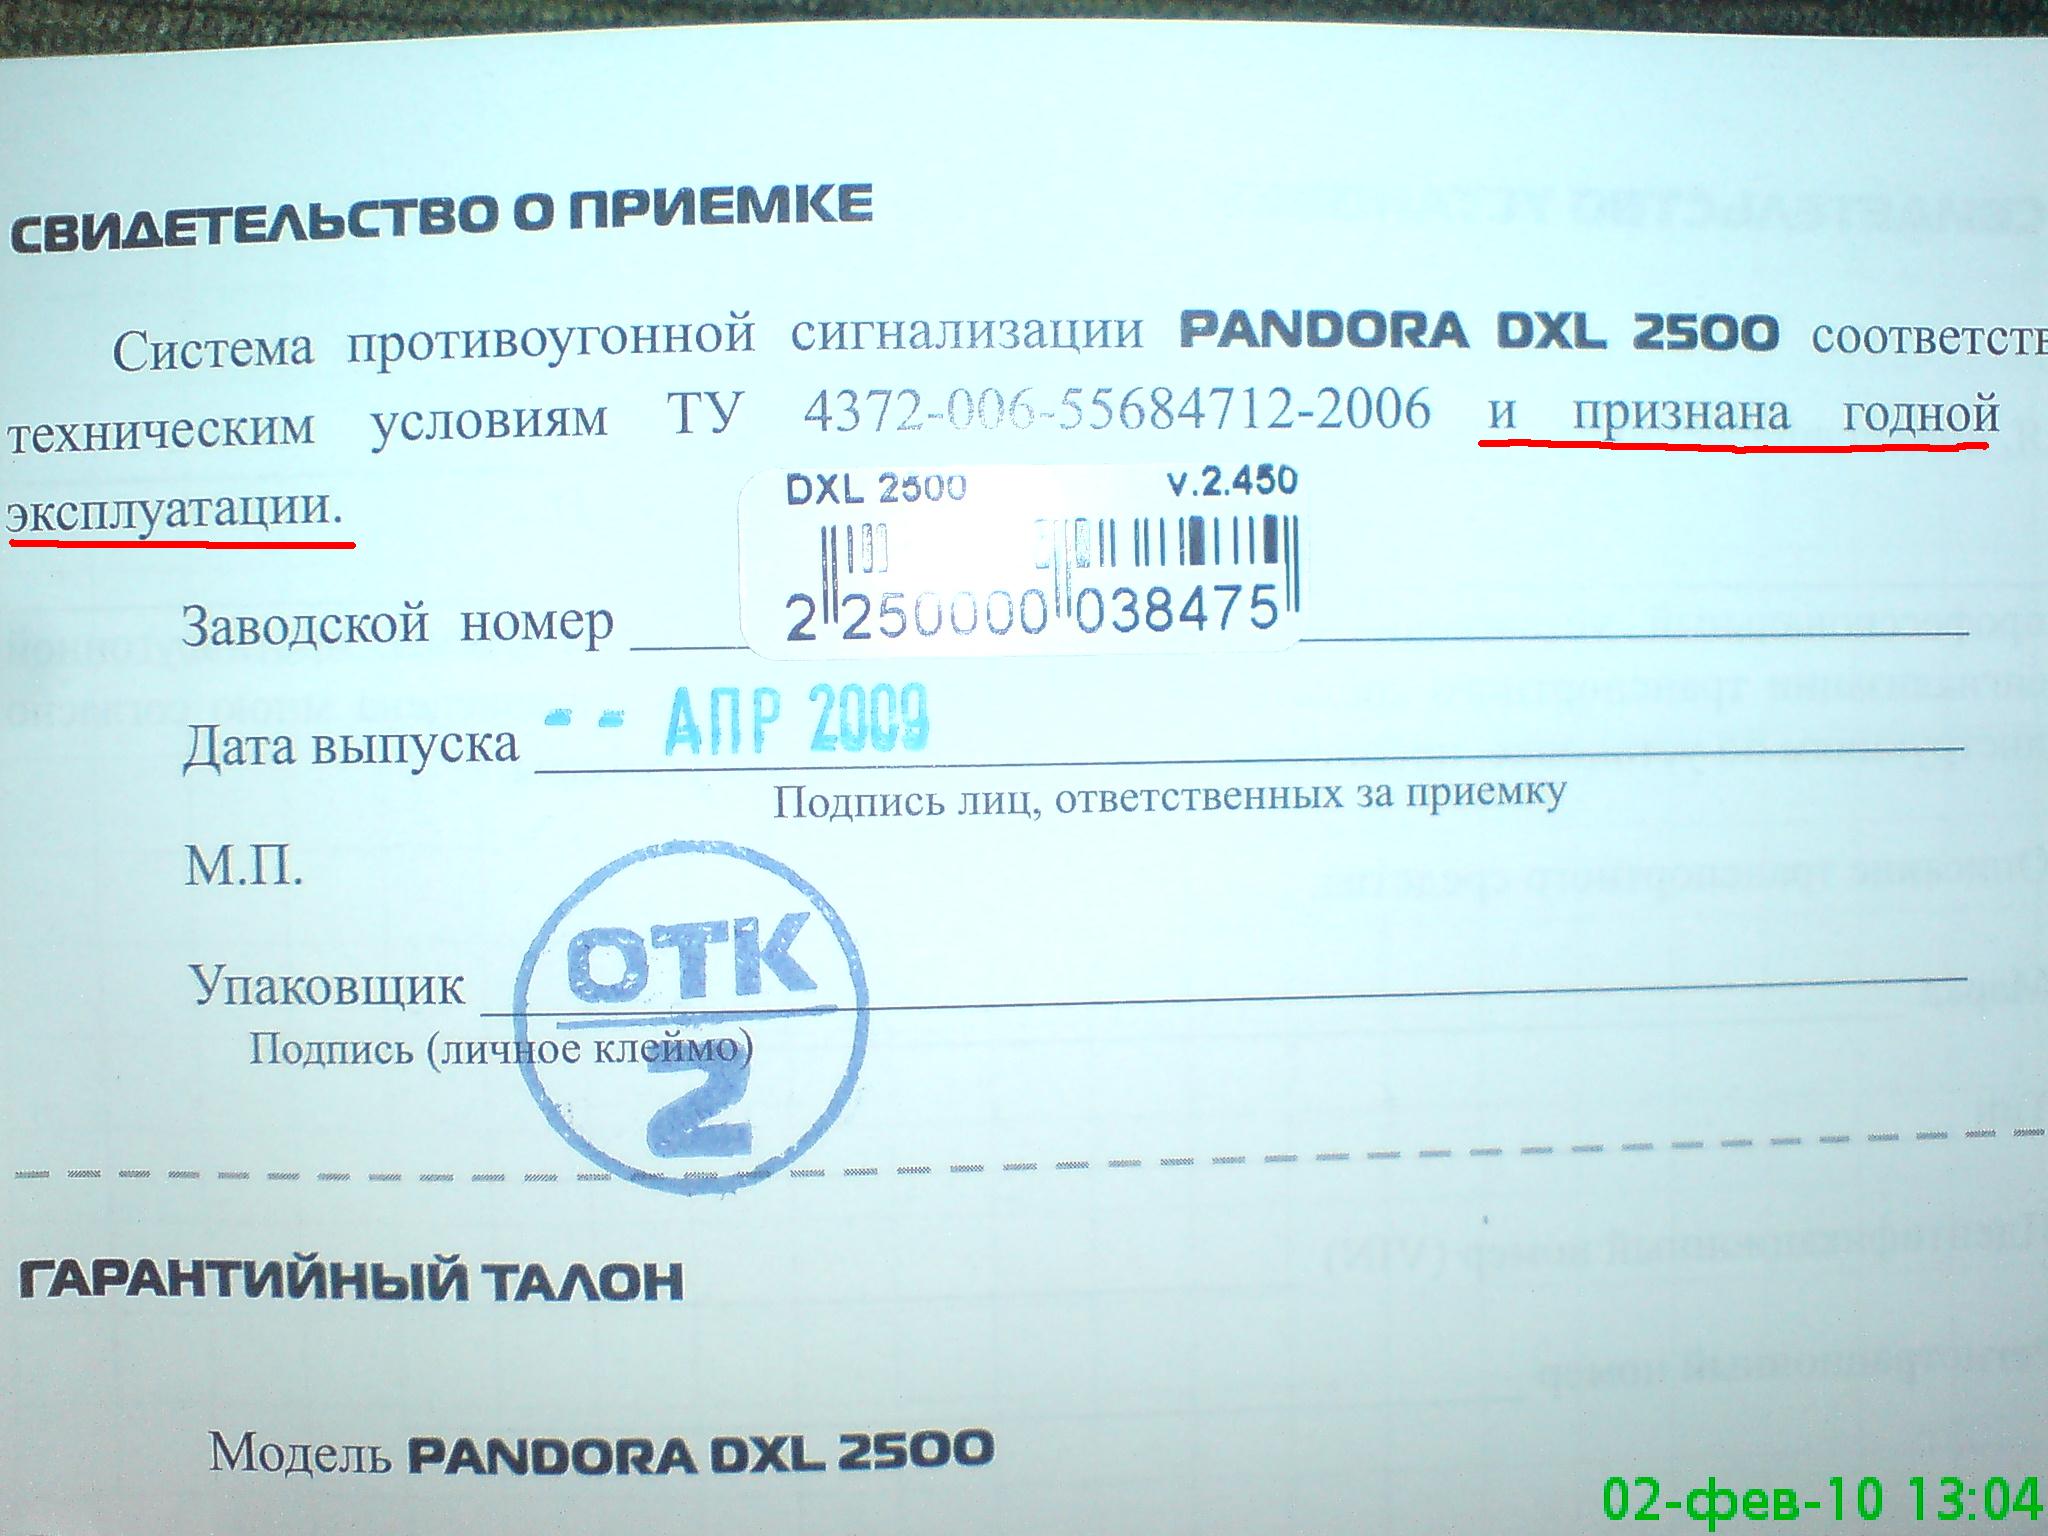 СВИДЕТЕЛЬСТВО О ПРИЕМКЕ
Система противоугонной сигнализации PANDORA DXL 2500 соответств
техническим условиям ТУ 4372-006-55684712-2006 и признана годной
эксплуатации.
DXL 2500 v.2.450
2 250000 038475
Заводской номер
Дата выпуска -- АПР 2009
Подпись лиц, ответственных за приемку
М.П.
ОТК
Упаковщик
Подпись (личное клеймо)
2
ГАРАНТИЙНЫЙ ТАЛОН
Модель PANDORA DXL 2500
02-фев-10 13:04